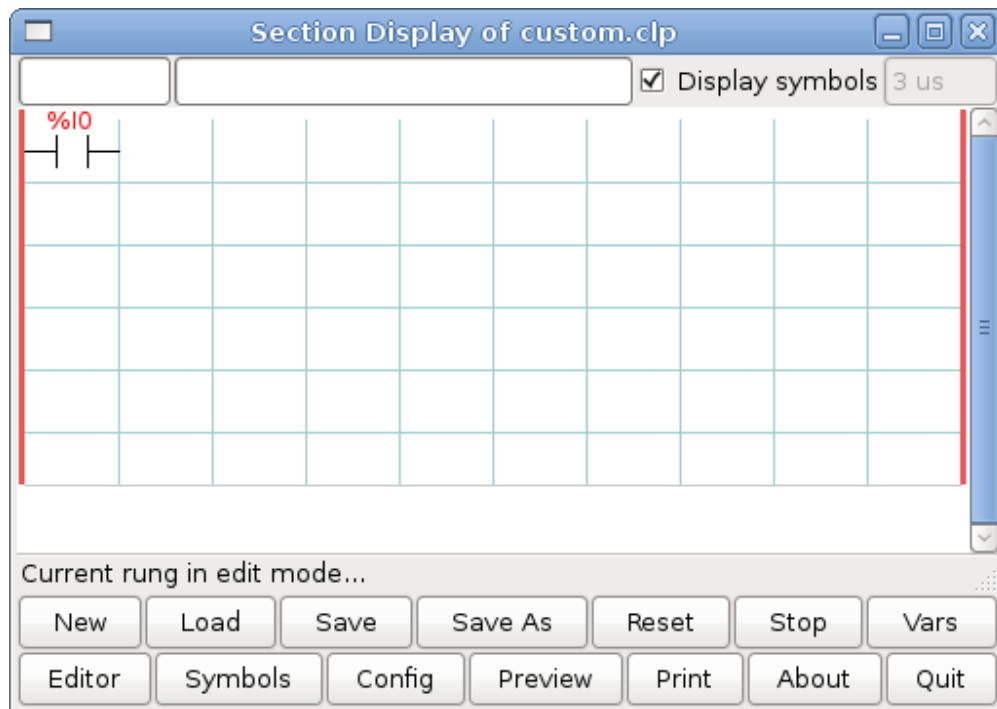 Section Display of custom.clp
Display symbols 3 us
%I0
Current rung in edit mode...
New Load Save Save As Reset Stop Vars
Editor Symbols Config Preview Print About Quit